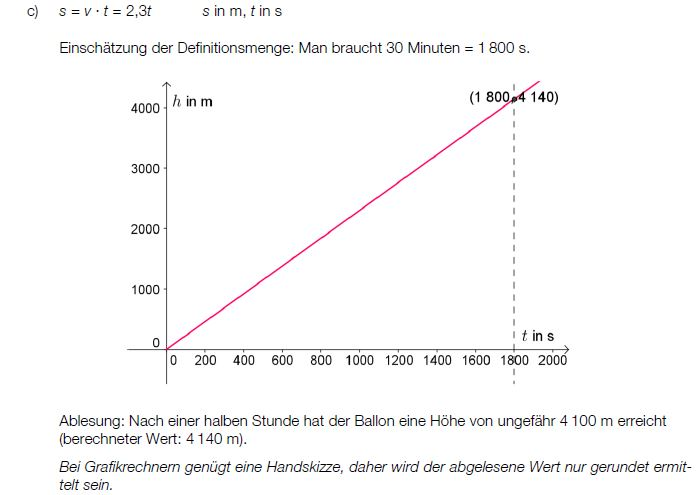 c) s = v · t = 2,3t s in m, t in s
Einschätzung der Definitionsmenge: Man braucht 30 Minuten = 1 800 s.
h in m
(1 800, 4 140)
4000
3000
2000
1000
0
t in s
0 200 400 600 800 1000 1200 1400 1600 1800 2000
Ablesung: Nach einer halben Stunde hat der Ballon eine Höhe von ungefähr 4 100 m erreicht
(berechneter Wert: 4 140 m).
Bei Grafikrechnern genügt eine Handskizze, daher wird der abgelesene Wert nur gerundet ermit-
telt sein.